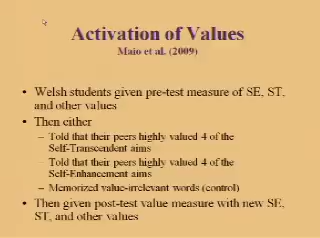 Activation of Values
Maio et al. (2009)
• Welsh students given pre-test measure of SE, ST,
and other values
• Then either
– Told that their peers highly valued 4 of the
Self-Transcendent aims
– Told that their peers highly valued 4 of the
Self-Enhancement aims
– Memorized value-irrelevant words (control)
• Then given post-test value measure with new SE,
ST, and other values